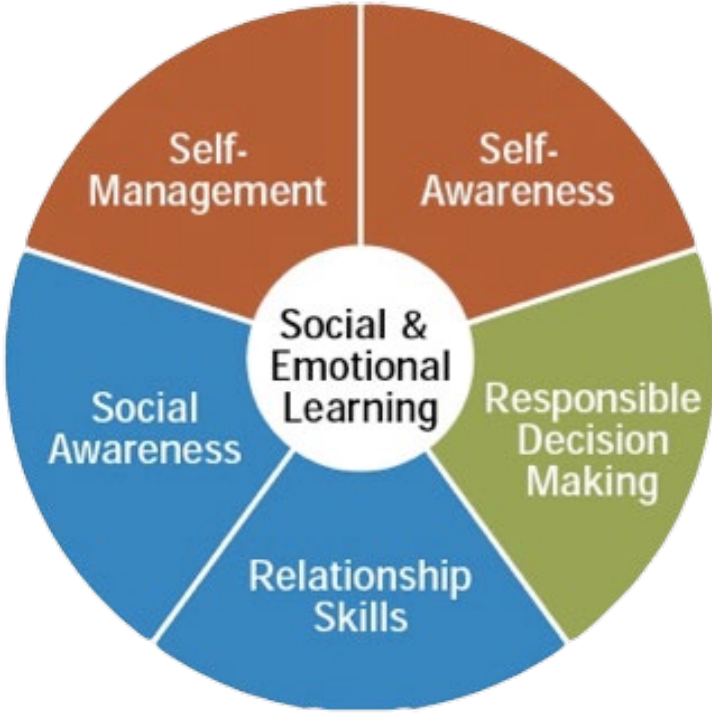 Self-
Management
Self-
Awareness
Social &
Emotional
Learning
Social
Awareness
Responsible
Decision
Making
Relationship
Skills